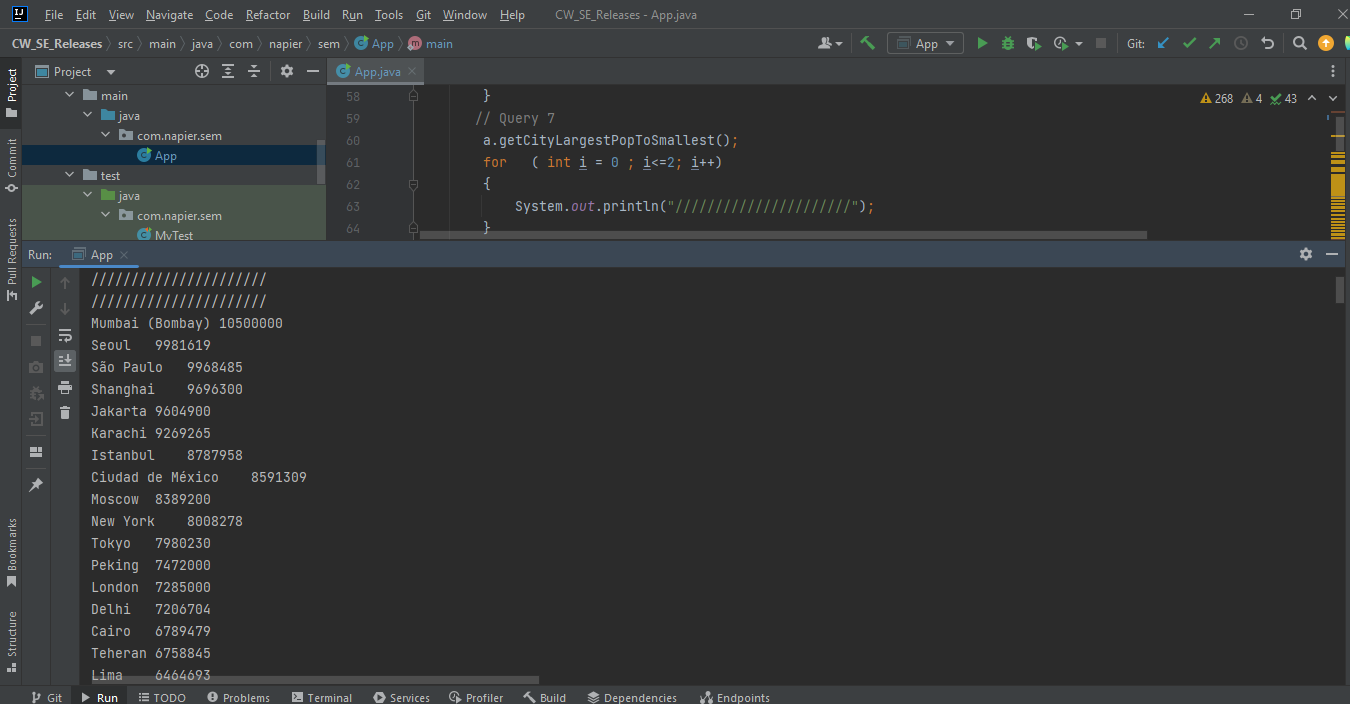 File Edit View Navigate Code Refactor Build Run Tools Git Window Help CW_SE_Releases - App.java
CW_SE_Releases src main java com napier sem App main App Git:
Project App.java
main
java
com.napier.sem
App
test
java
com.napier.sem
MyTest
Project
Commit
Pull Requests
Bookmarks
Structure
268 4 43
58 }
59 // Query 7
60 a.getCityLargestPopToSmallest();
61 for ( int i = 0 ; i<=2; i++)
62 {
63 System.out.println("//////////////////////");
64 }
Run: App
//////////////////////
//////////////////////
Mumbai (Bombay) 10500000
Seoul 9981619
São Paulo 9968485
Shanghai 9696300
Jakarta 9604900
Karachi 9269265
Istanbul 8787958
Ciudad de México 8591309
Moscow 8389200
New York 8008278
Tokyo 7980230
Peking 7472000
London 7285000
Delhi 7206704
Cairo 6789479
Teheran 6758845
Lima 6464693
Git Run TODO Problems Terminal Services Profiler Build Dependencies Endpoints